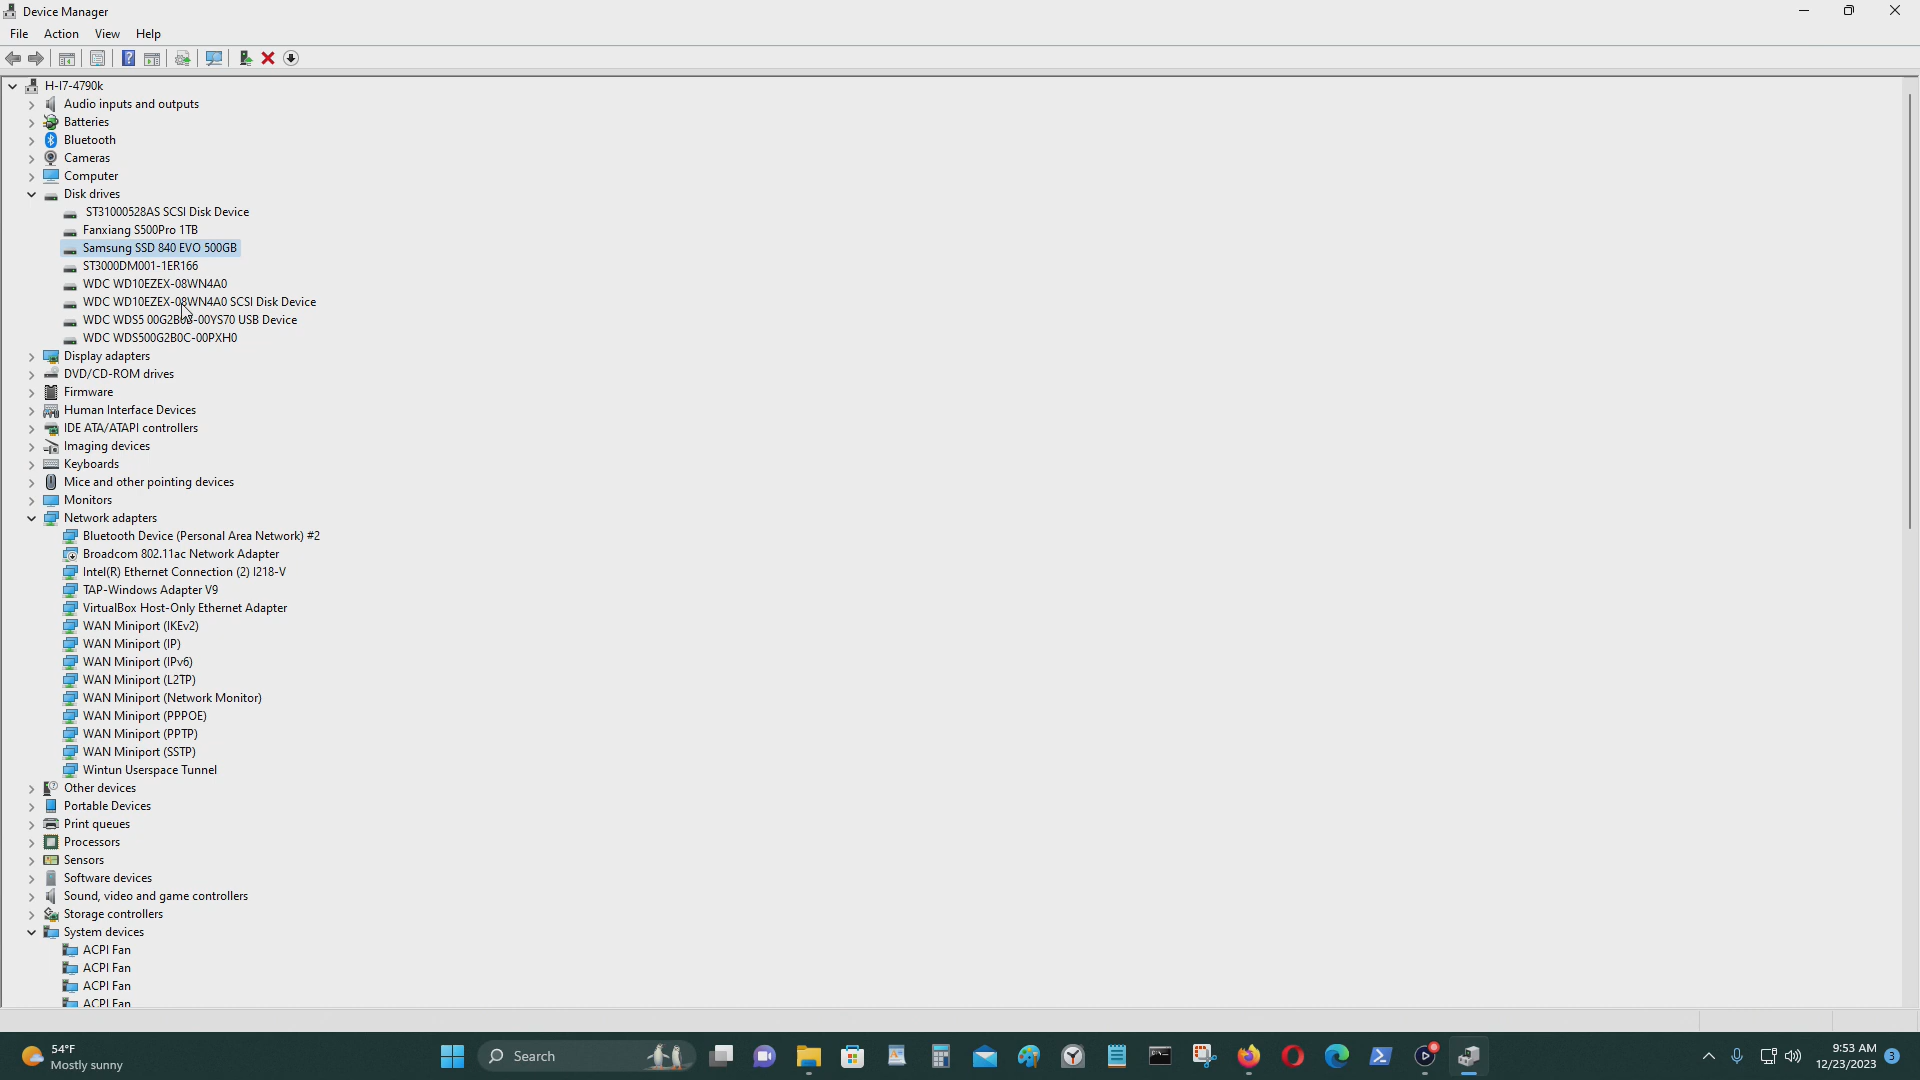 Device Manager
File Action View Help
H-I7-4790k
Audio inputs and outputs
Batteries
Bluetooth
Cameras
Computer
Disk drives
ST31000528AS SCSI Disk Device
Fanxiang S500Pro 1TB
Samsung SSD 840 EVO 500GB
ST3000DM001-1ER166
WDC WD10EZEX-08WN4A0
WDC WD10EZEX-08WN4A0 SCSI Disk Device
WDC WDS5 00G2B0B-00YS70 USB Device
WDC WDS500G2B0C-00PXH0
Display adapters
DVD/CD-ROM drives
Firmware
Human Interface Devices
IDE ATA/ATAPI controllers
Imaging devices
Keyboards
Mice and other pointing devices
Monitors
Network adapters
Bluetooth Device (Personal Area Network) #2
Broadcom 802.11ac Network Adapter
Intel(R) Ethernet Connection (2) I218-V
TAP-Windows Adapter V9
VirtualBox Host-Only Ethernet Adapter
WAN Miniport (IKEv2)
WAN Miniport (IP)
WAN Miniport (IPv6)
WAN Miniport (L2TP)
WAN Miniport (Network Monitor)
WAN Miniport (PPPOE)
WAN Miniport (PPTP)
WAN Miniport (SSTP)
Wintun Userspace Tunnel
Other devices
Portable Devices
Print queues
Processors
Sensors
Software devices
Sound, video and game controllers
Storage controllers
System devices
ACPI Fan
ACPI Fan
ACPI Fan
ACPI Fan
54°F
Mostly sunny
Search
9:53 AM
12/23/2023
3